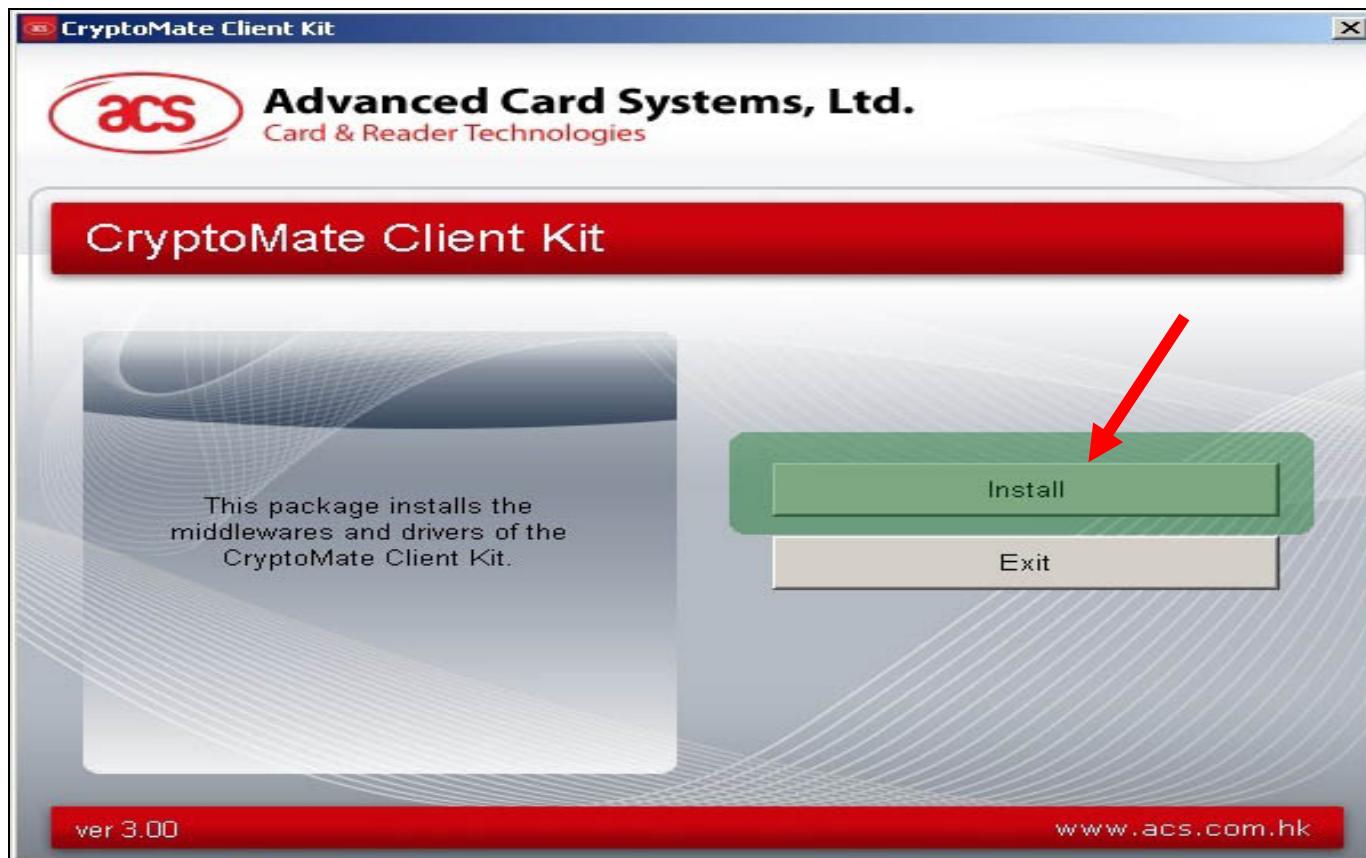 acs CryptoMate Client Kit
acs Advanced Card Systems, Ltd.
Card & Reader Technologies
CryptoMate Client Kit
This package installs the
middlewares and drivers of the
CryptoMate Client Kit.
Install
Exit
ver 3.00
www.acs.com.hk